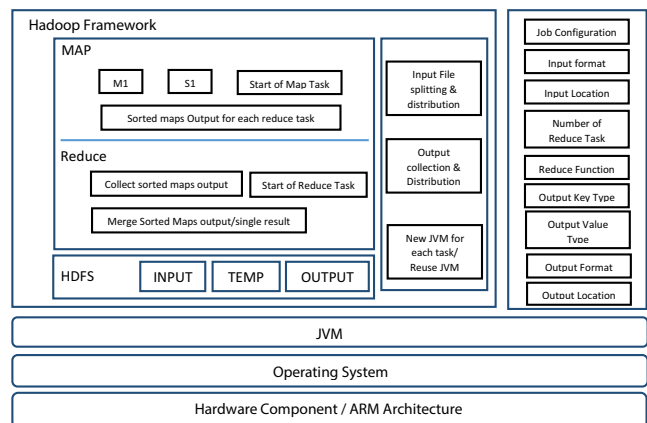 Hadoop Framework
MAP
M1
S1
Start of Map Task
Sorted maps Output for each reduce task
Reduce
Collect sorted maps output
Start of Reduce Task
Merge Sorted Maps output/single result
HDFS
INPUT
TEMP
OUTPUT
Input File
splitting &
distribution
Output
collection &
Distribution
New JVM for
each task/
Reuse JVM
Job Configuration
Input format
Input Location
Number of
Reduce Task
Reduce Function
Output Key Type
Output Value
Type
Output Format
Output Location
JVM
Operating System
Hardware Component / ARM Architecture